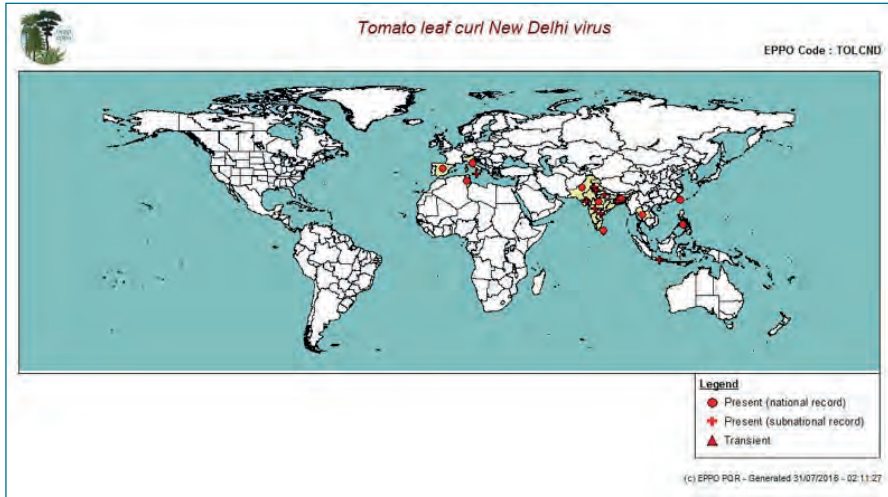 Tomato leaf curl New Delhi virus
EPPO Code : TOLCND
Legend
Present (national record)
Present (subnational record)
Transient
(c) EPPO PQR - Generated 31/07/2016 - 02:11:27